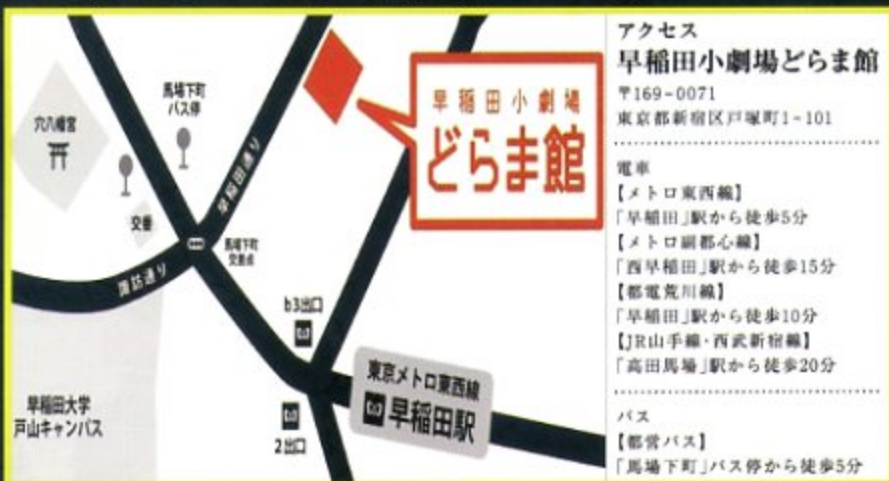 穴八幡宮
馬場下町
バス停
交番
早稲田通り
馬場下町
交差点
諏訪通り
早稲田小劇場
どらま館
b3出口
東京メトロ東西線
早稲田駅
2出口
早稲田大学
戸山キャンパス
アクセス
早稲田小劇場どらま館
〒169-0071
東京都新宿区戸塚町1-101
電車
【メトロ東西線】
「早稲田」駅から徒歩5分
【メトロ副都心線】
「西早稲田」駅から徒歩15分
【都電荒川線】
「早稲田」駅から徒歩10分
【JR山手線・西武新宿線】
「高田馬場」駅から徒歩20分
バス
【都営バス】
「馬場下町」バス停から徒歩5分